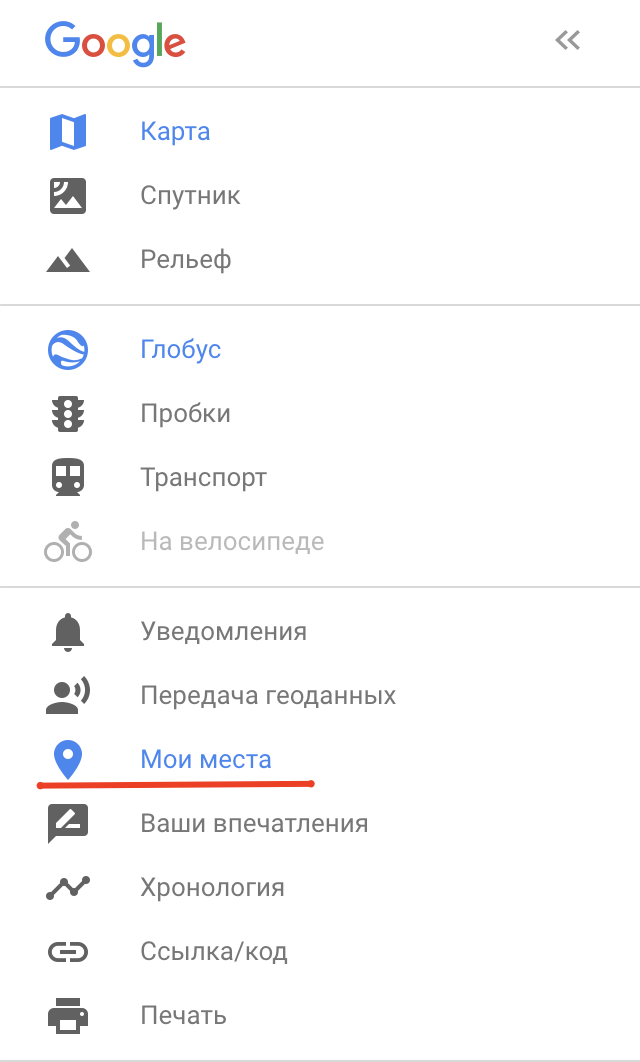 Google
Карта
Спутник
Рельеф
Глобус
Пробки
Транспорт
На велосипеде
Уведомления
Передача геоданных
Мои места
Ваши впечатления
Хронология
Ссылка/код
Печать